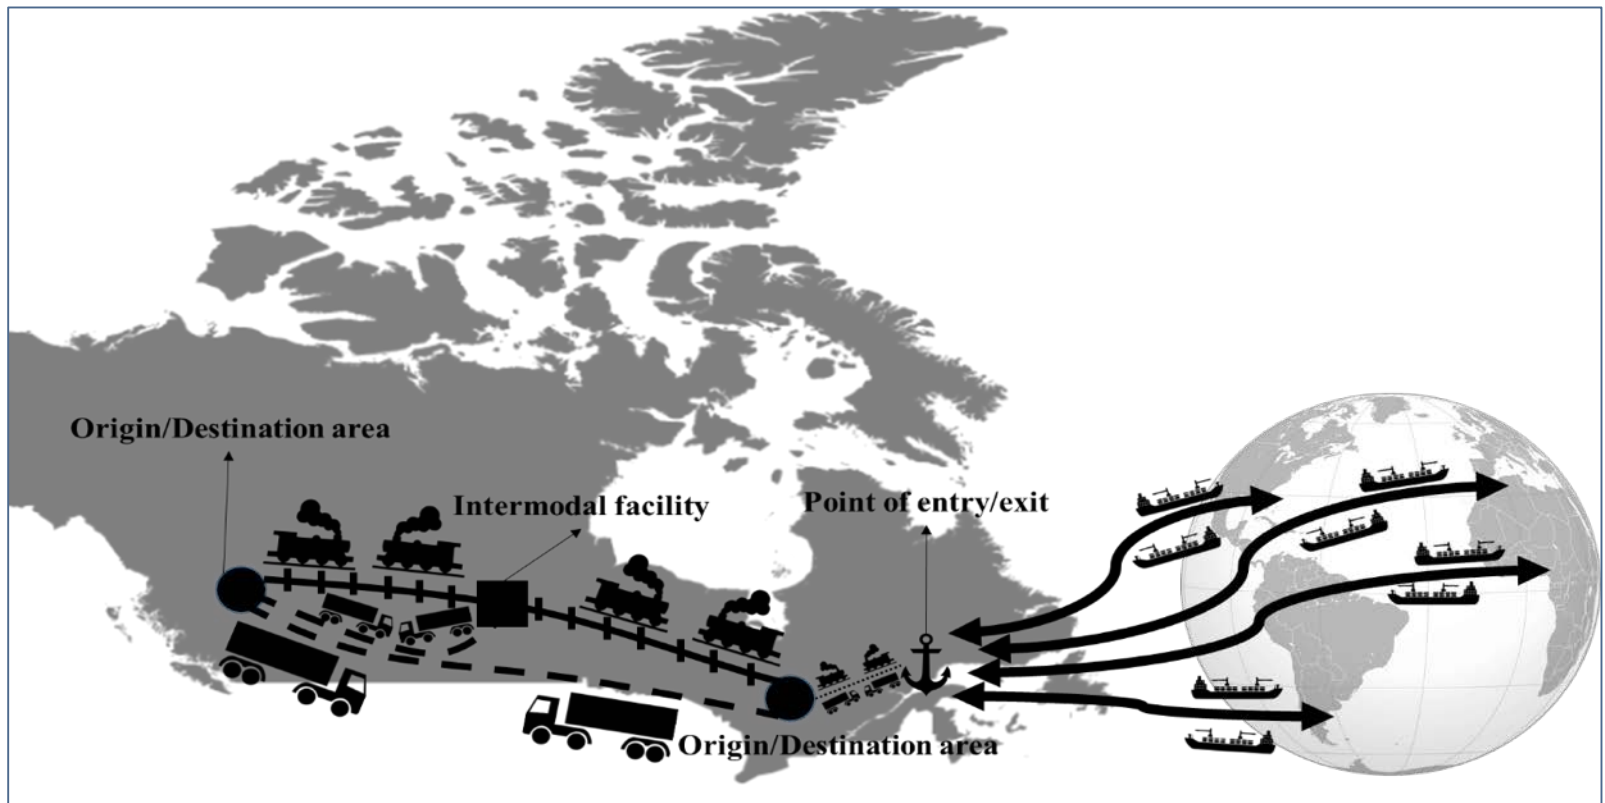 Origin/Destination area
Intermodal facility
Point of entry/exit
Origin/Destination area